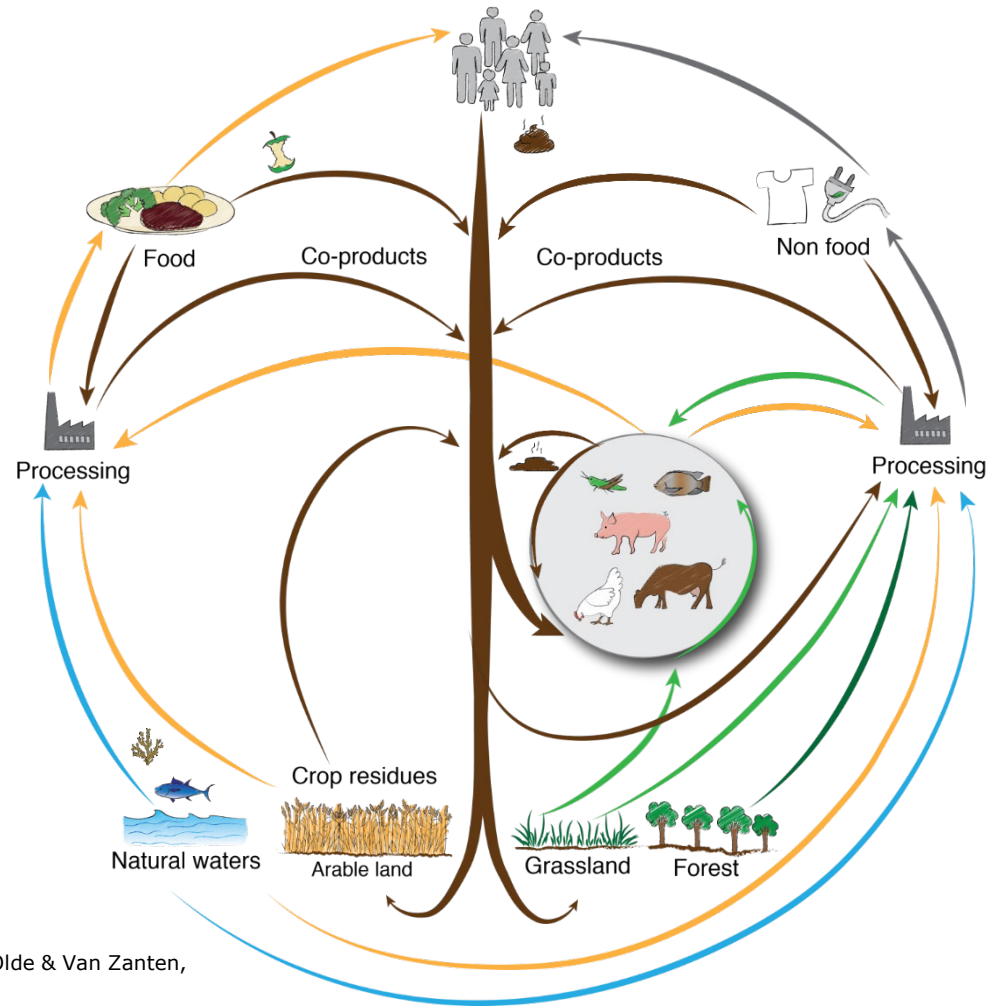 Food
Co-products
Co-products
Non food
Processing
Processing
Crop residues
Natural waters
Arable land
Grassland
Forest
Olde & Van Zanten,